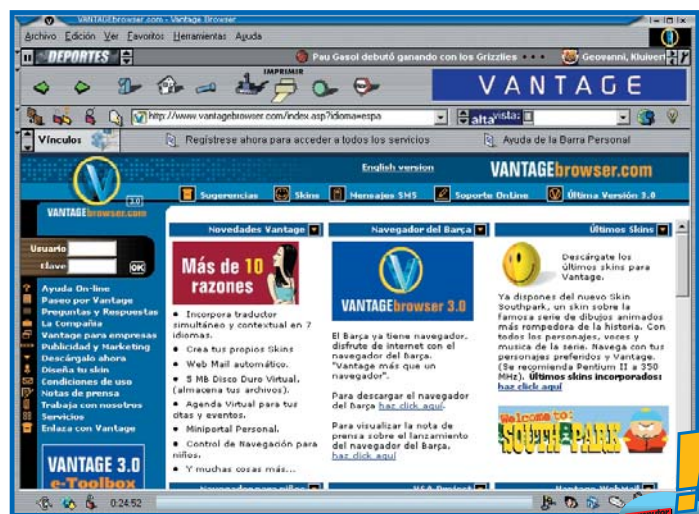 VANTAGEbrowser.com - Vantage Browser
Archivo Edición Ver Favoritos Herramientas Ayuda
DEPORTES
Pau Gasol debutó ganando con los Grizzlies • • •
Geovanni, Kluivert
IMPRIMIR
VANTAGE
http://www.vantagebrowser.com/index.asp?idioma=espa
altavista:
Vínculos
Regístrese ahora para acceder a todos los servicios
Ayuda de la Barra Personal
English version
VANTAGEbrowser.com
3.0
VANTAGEbrowser.com
Sugerencias
Skins
Mensajes SMS
Soporte OnLine
Última Versión 3.0
Usuario
Clave
OK
Ayuda On-line
Paseo por Vantage
Preguntas y Respuestas
La Compañía
Vantage para empresas
Publicidad y Marketing
Descárgalo ahora
Diseña tu skin
Condiciones de uso
Notas de prensa
Trabaja con nosotros
Servicios
Enlaza con Vantage
VANTAGE 3.0
e-Toolbox
Novedades Vantage
Más de 10
razones
• Incorpora traductor
simultáneo y contextual en 7
idiomas.
• Crea tus propios Skins
• Web Mail automático.
• 5 MB Disco Duro Virtual.
(almacena tus archivos).
• Agenda Virtual para tus
citas y eventos.
• Miniportal Personal.
• Control de Navegación para
niños.
• Y muchas cosas más...
Navegador del Barça
VANTAGEbrowser 3.0
El Barça ya tiene navegador,
disfrute de internet con el
navegador del Barça.
"Vantage más que un
navegador".
Para descargar el navegador
del Barça haz click aquí.
Para visualizar la nota de
prensa sobre el lanzamiento
del navegador del Barça.
haz click aquí
Últimos Skins
Descárgate los
últimos skins para
Vantage.
Ya dispones del nuevo Skin
Southpark, un skin sobre la
famosa serie de dibujos animados
más rompedora de la historia. Con
todos los personajes, voces y
musica de la serie. Navega con tus
personajes preferidos y Vantage.
(Se recomienda Pentium II a 350
MHz). Últimos skins incorporados:
haz click aquí
Welcome to:
SOUTH PARK
Navegador para niños
V&A Project
Vantage WebMail
0:24:52